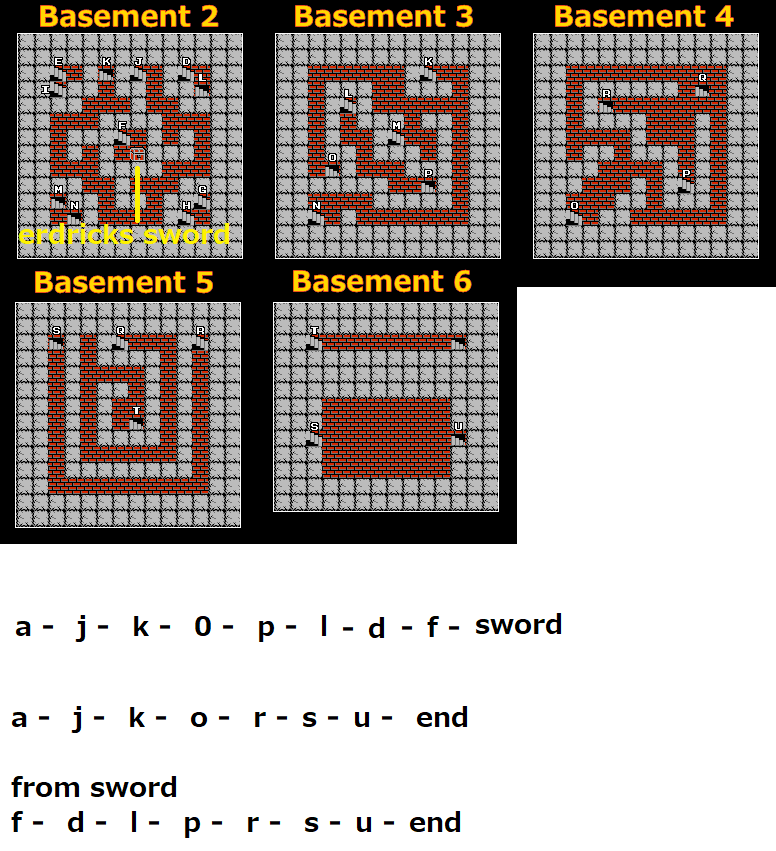 Basement 2 Basement 3 Basement 4
E K J D
L
I
F
M G
N H
erdricks sword
K
L
M
O
P
N
Q
R
P
O
Basement 5 Basement 6
S Q R
T
T
S U
a - j - k - 0 - p - l - d - f - sword
a - j - k - o - r - s - u - end
from sword
f - d - l - p - r - s - u - end